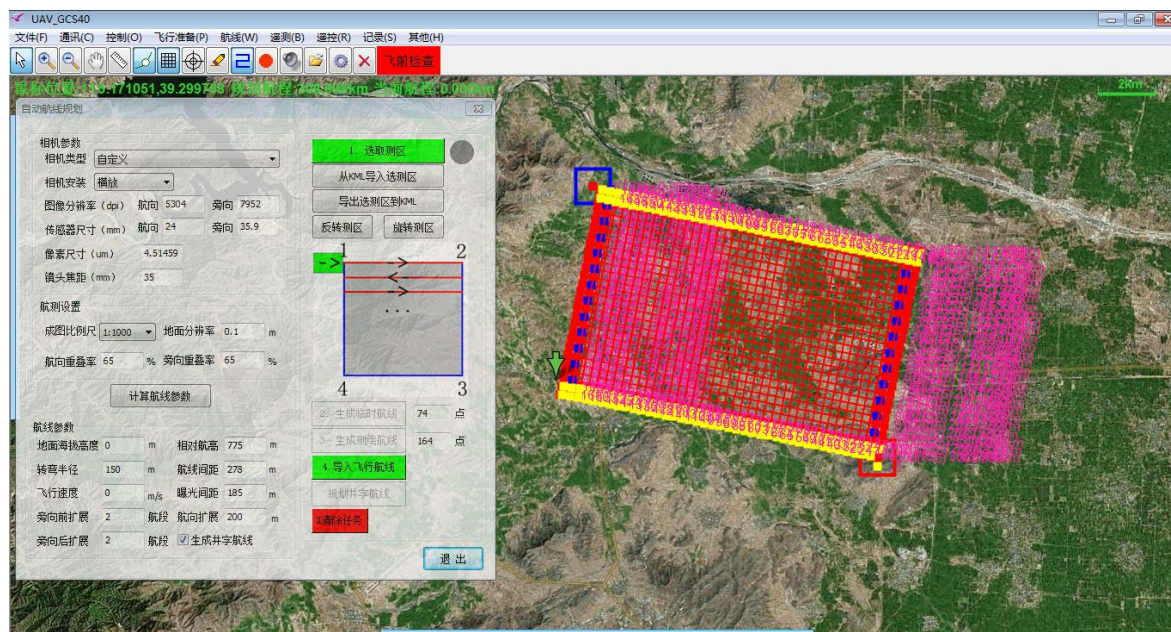 UAV_GCS40
文件(F) 通讯(C) 控制(O) 飞行准备(P) 航线(W) 遥测(B) 遥控(R) 记录(S) 其他(H)
飞前检查
2km
自动航线规划
相机参数
相机类型 自定义
相机安装 横放
图像分辨率(dpi) 航向 5304 旁向 7952
传感器尺寸(mm) 航向 24 旁向 35.9
像素尺寸(um) 4.51459
镜头焦距(mm) 35
航测设置
成图比例尺 1:1000 地面分辨率 0.1 m
航向重叠率 65 % 旁向重叠率 65 %
计算航线参数
航线参数
地面海拔高度 0 m 相对航高 775 m
转弯半径 150 m 航线间距 278 m
飞行速度 0 m/s 曝光间距 185 m
旁向前扩展 2 航段 航向扩展 200 m
旁向后扩展 2 航段 生成井字航线
1. 选取测区
从KML导入选测区
导出选测区到KML
反转测区 旋转测区
1 2
4 3
2. 生成临时航线 74 点
3. 生成测绘航线 164 点
4.导入飞行航线
规划井字航线
清除任务
退出